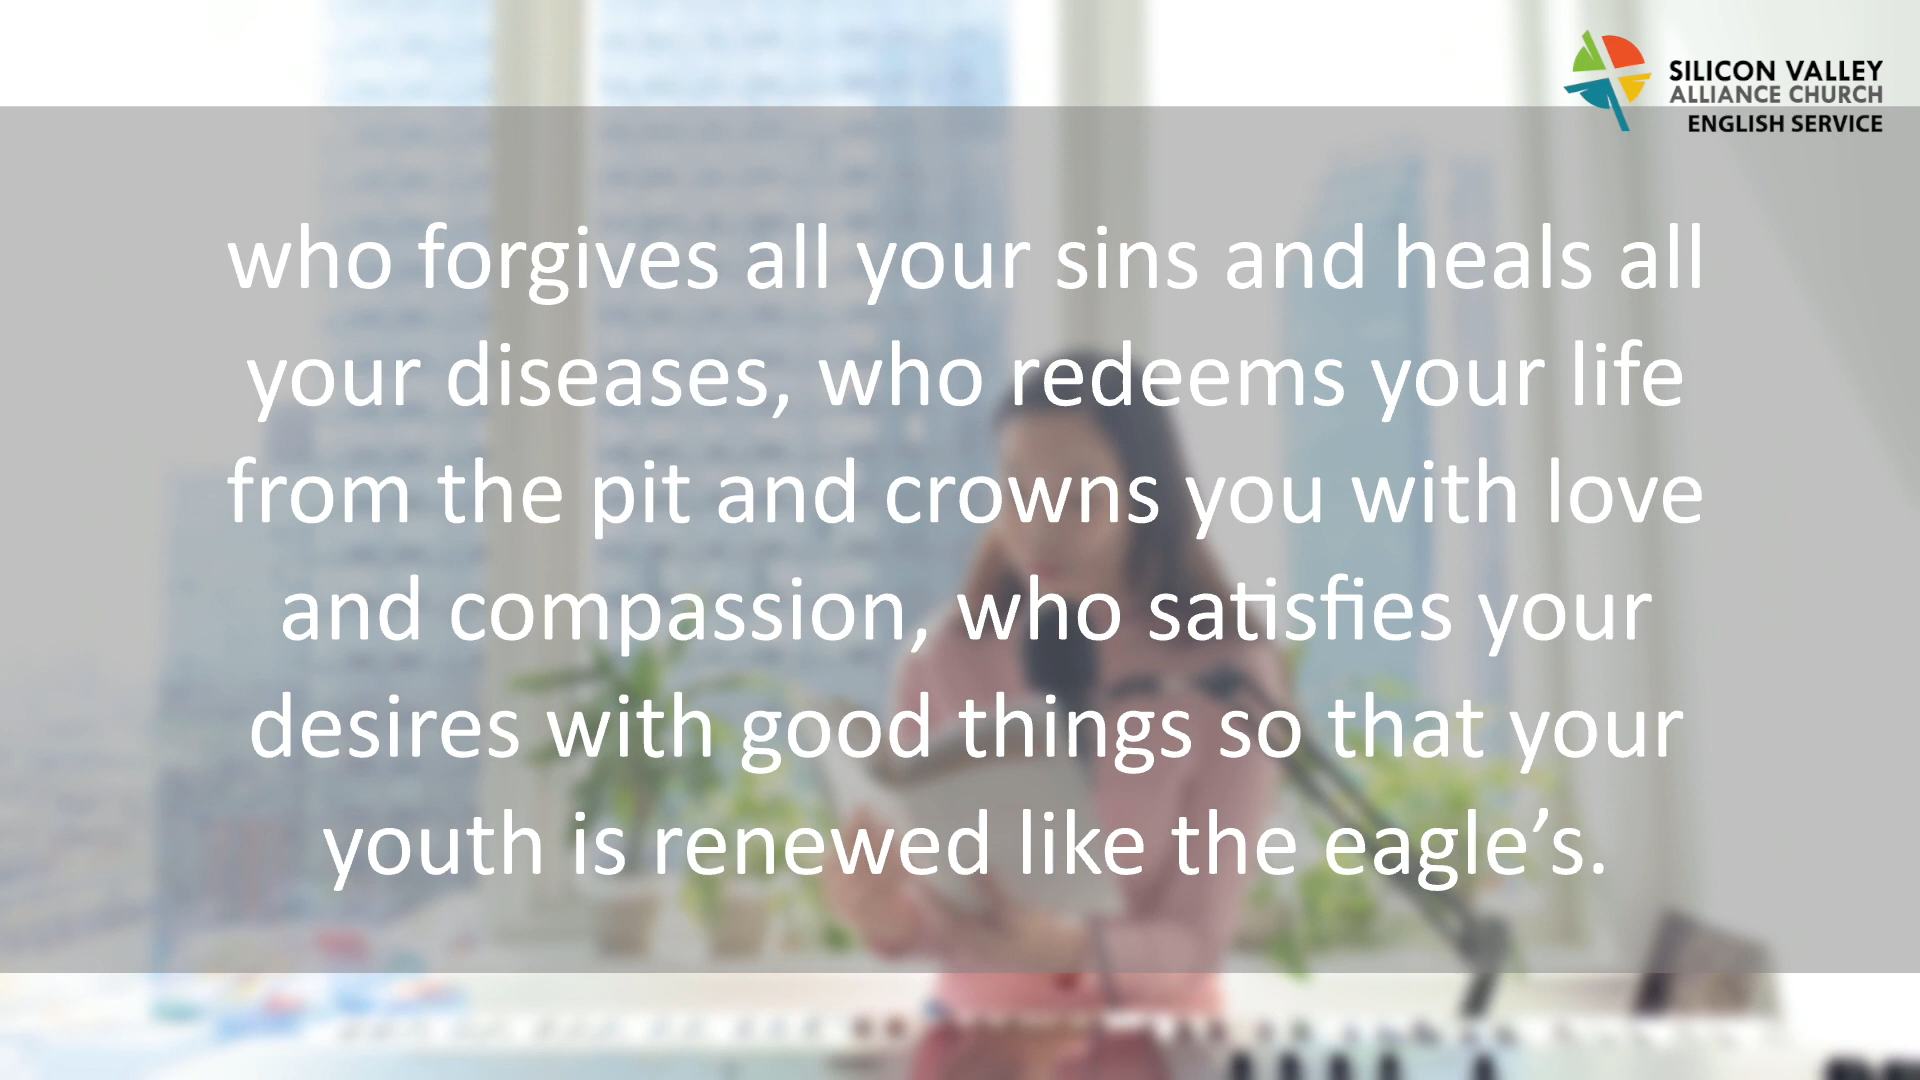 SILICON VALLEY
ALLIANCE CHURCH
ENGLISH SERVICE
who forgives all your sins and heals all
your diseases, who redeems your life
from the pit and crowns you with love
and compassion, who satisfies your
desires with good things so that your
youth is renewed like the eagle’s.